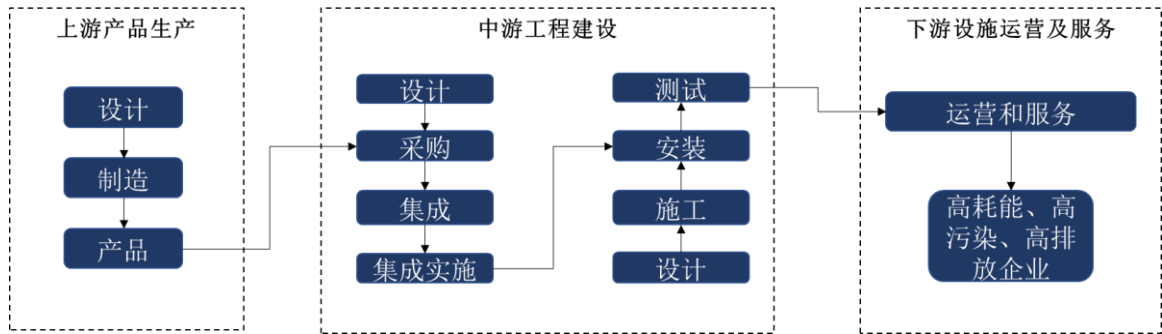 上游产品生产
设计
制造
产品
中游工程建设
设计
采购
集成
集成实施
测试
安装
施工
设计
下游设施运营及服务
运营和服务
高耗能、高
污染、高排
放企业